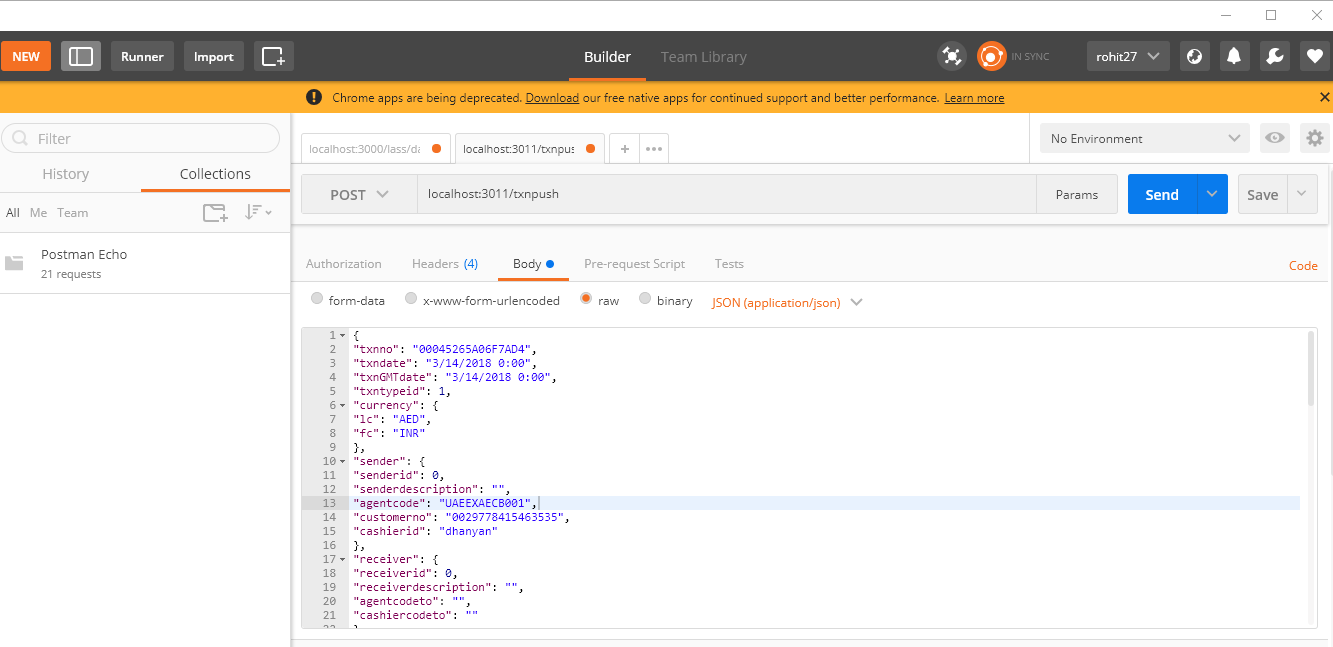 NEW Runner Import Builder Team Library IN SYNC rohit27
Chrome apps are being deprecated. Download our free native apps for continued support and better performance. Learn more
Filter
History Collections
All Me Team
Postman Echo
21 requests
localhost:3000/lass/da localhost:3011/txnpus + No Environment
POST localhost:3011/txnpush Params Send Save
Authorization Headers (4) Body Pre-request Script Tests Code
form-data x-www-form-urlencoded raw binary JSON (application/json)
1 {
2 "txnno": "00045265A06F7AD4",
3 "txndate": "3/14/2018 0:00",
4 "txnGMTdate": "3/14/2018 0:00",
5 "txntypeid": 1,
6 "currency": {
7 "lc": "AED",
8 "fc": "INR"
9 },
10 "sender": {
11 "senderid": 0,
12 "senderdescription": "",
13 "agentcode": "UAEEXAECB001",
14 "customerno": "0029778415463535",
15 "cashierid": "dhanyan"
16 },
17 "receiver": {
18 "receiverid": 0,
19 "receiverdescription": "",
20 "agentcodeto": "",
21 "cashiercodeto": ""